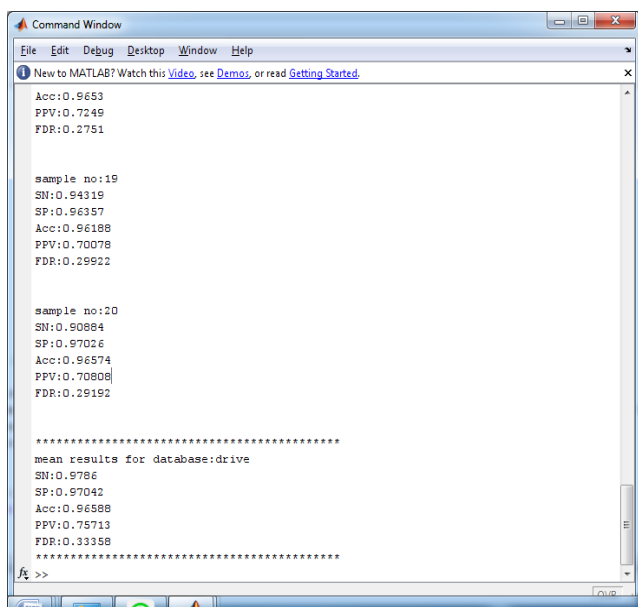 Command Window
File Edit Debug Desktop Window Help
New to MATLAB? Watch this Video, see Demos, or read Getting Started.
Acc:0.9653
PPV:0.7249
FDR:0.2751
sample no:19
SN:0.94319
SP:0.96357
Acc:0.96188
PPV:0.70078
FDR:0.29922
sample no:20
SN:0.90884
SP:0.97026
Acc:0.96574
PPV:0.70808
FDR:0.29192
********************************************
mean results for database:drive
SN:0.9786
SP:0.97042
Acc:0.96588
PPV:0.75713
FDR:0.33358
********************************************
fx >>
OVR